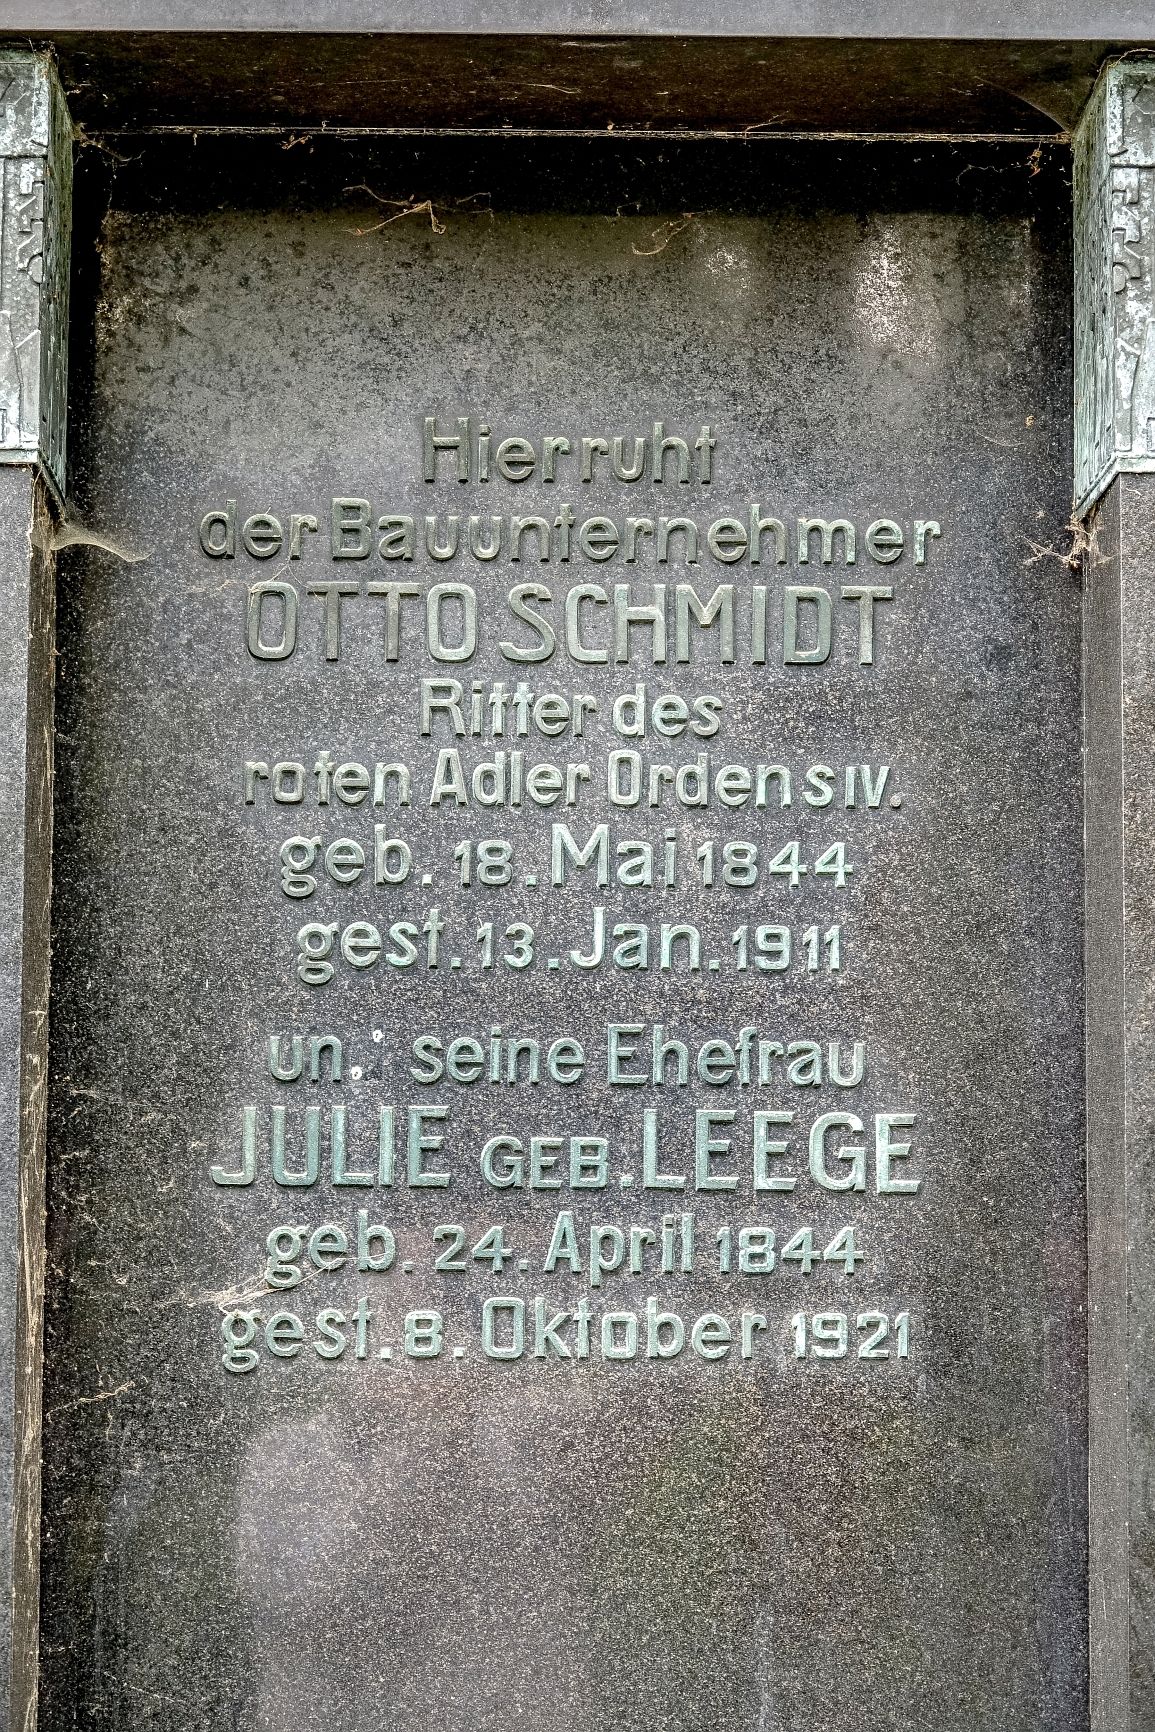 Hier ruht
der Bauunternehmer
OTTO SCHMIDT
Ritter des
roten Adler Ordens IV.
geb. 18. Mai 1844
gest. 13. Jan. 1911
un. seine Ehefrau
JULIE GEB. LEEGE
geb. 24. April 1844
gest. 8. Oktober 1921